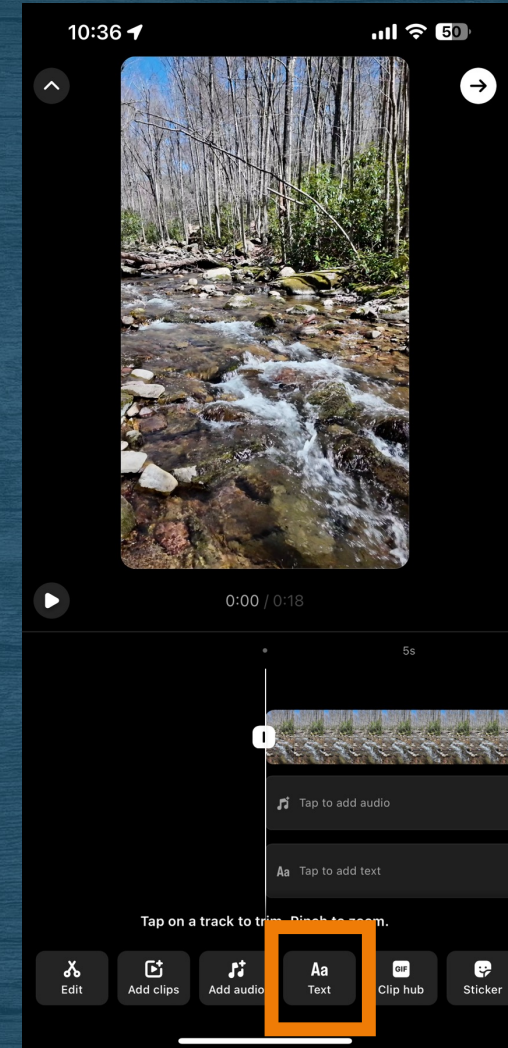 10:36
50
0:00 / 0:18
5s
Tap to add audio
Aa Tap to add text
Tap on a track to trim. Pinch to zoom.
Edit
Add clips
Add audio
Aa
Text
GIF
Clip hub
Sticker